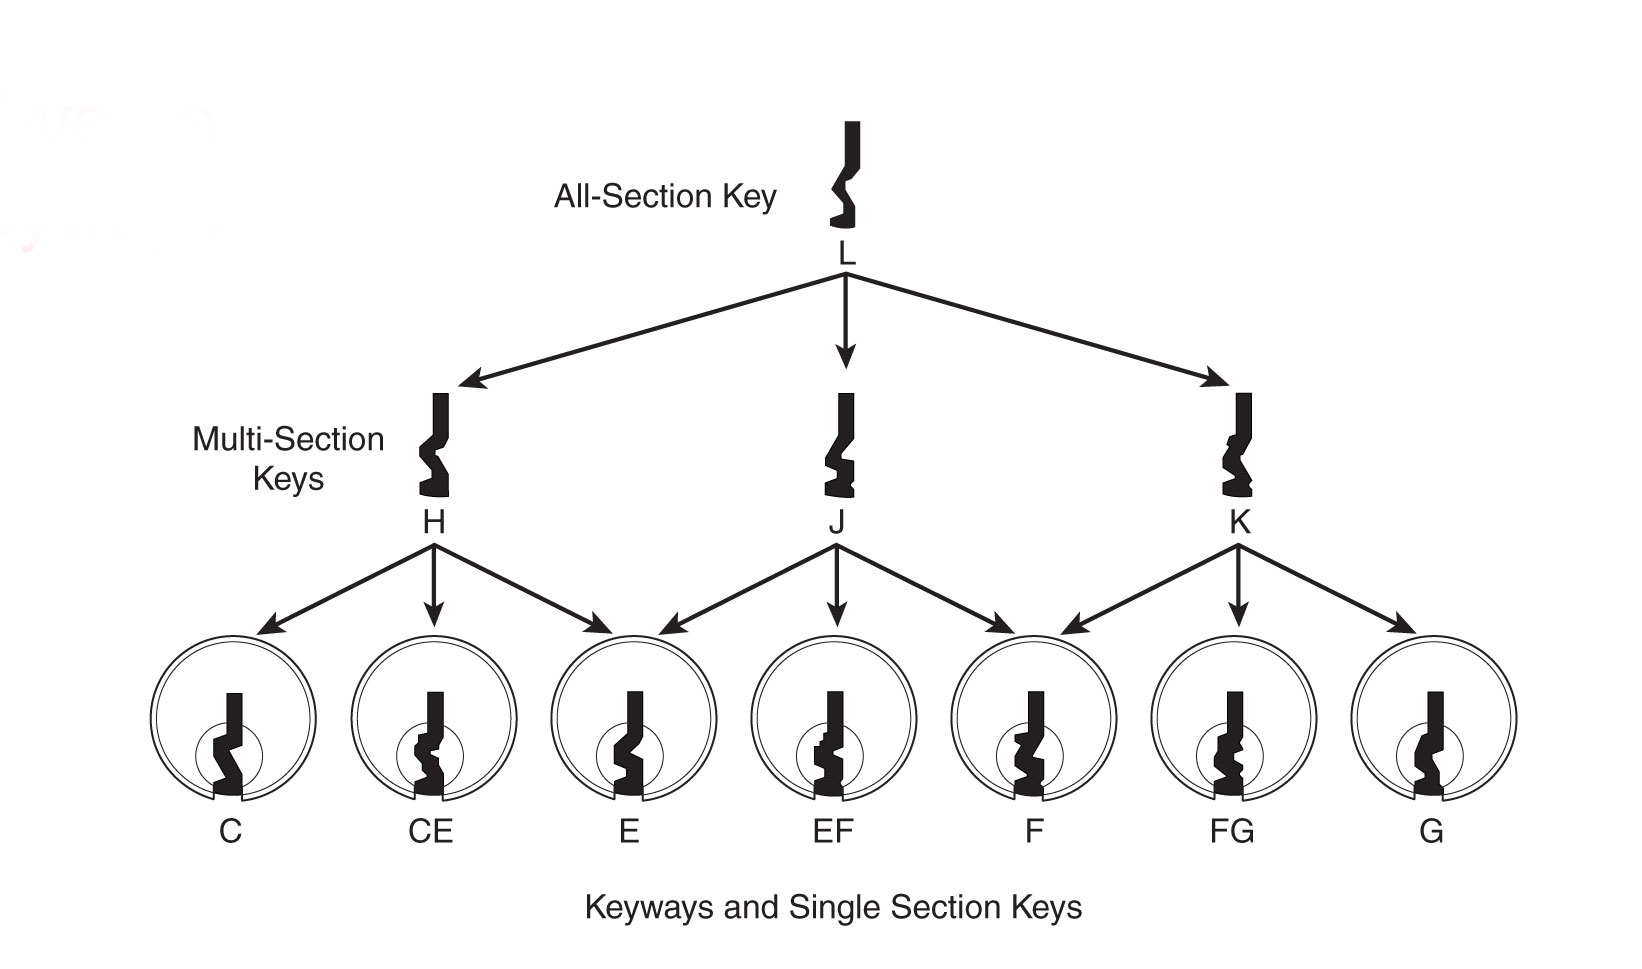 All-Section Key
L
Multi-Section
Keys
H
J
K
C
CE
E
EF
F
FG
G
Keyways and Single Section Keys